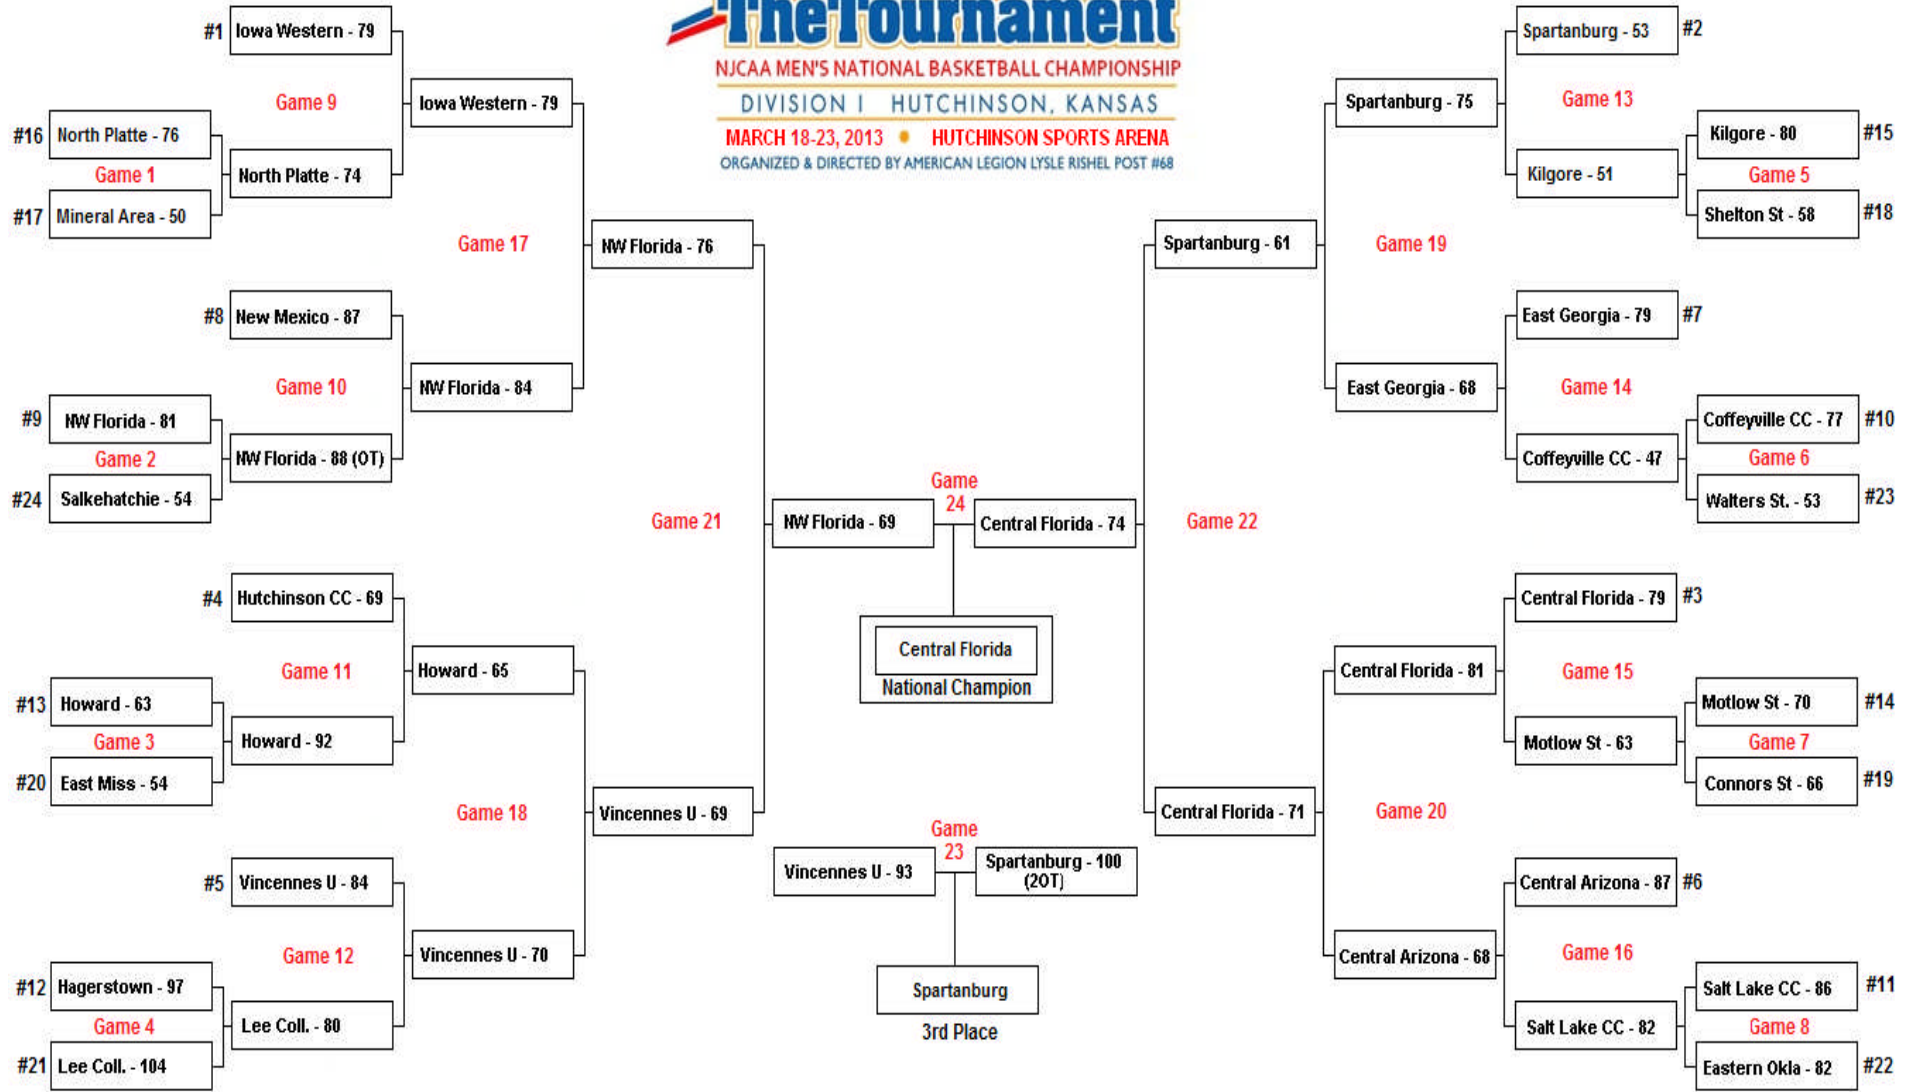 TheTournament
NJCAA MEN'S NATIONAL BASKETBALL CHAMPIONSHIP
DIVISION I HUTCHINSON, KANSAS
MARCH 18-23, 2013 • HUTCHINSON SPORTS ARENA
ORGANIZED & DIRECTED BY AMERICAN LEGION LYSLE RISHEL POST #68
#1 Iowa Western - 79
Game 9
Iowa Western - 79
#16 North Platte - 76
Game 1
North Platte - 74
#17 Mineral Area - 50
Game 17
NW Florida - 76
#8 New Mexico - 87
Game 10
NW Florida - 84
#9 NW Florida - 81
Game 2
NW Florida - 88 (OT)
#24 Salkehatchie - 54
Game 21
NW Florida - 69
#4 Hutchinson CC - 69
Game 11
Howard - 65
#13 Howard - 63
Game 3
Howard - 92
#20 East Miss - 54
Game 18
Vincennes U - 69
#5 Vincennes U - 84
Game 12
Vincennes U - 70
#12 Hagerstown - 97
Game 4
Lee Coll. - 80
#21 Lee Coll. - 104
Game
24
Central Florida - 74
Central Florida
National Champion
Game
23
Vincennes U - 93
Spartanburg - 100
(2OT)
Spartanburg
3rd Place
Spartanburg - 53 #2
Spartanburg - 75
Game 13
Kilgore - 80 #15
Kilgore - 51
Game 5
Shelton St - 58 #18
Spartanburg - 61
Game 19
East Georgia - 79 #7
East Georgia - 68
Game 14
Coffeyville CC - 77 #10
Coffeyville CC - 47
Game 6
Walters St. - 53 #23
Game 22
Central Florida - 79 #3
Central Florida - 81
Game 15
Motlow St - 70 #14
Motlow St - 63
Game 7
Connors St - 66 #19
Central Florida - 71
Game 20
Central Arizona - 87 #6
Central Arizona - 68
Game 16
Salt Lake CC - 86 #11
Salt Lake CC - 82
Game 8
Eastern Okla - 82 #22